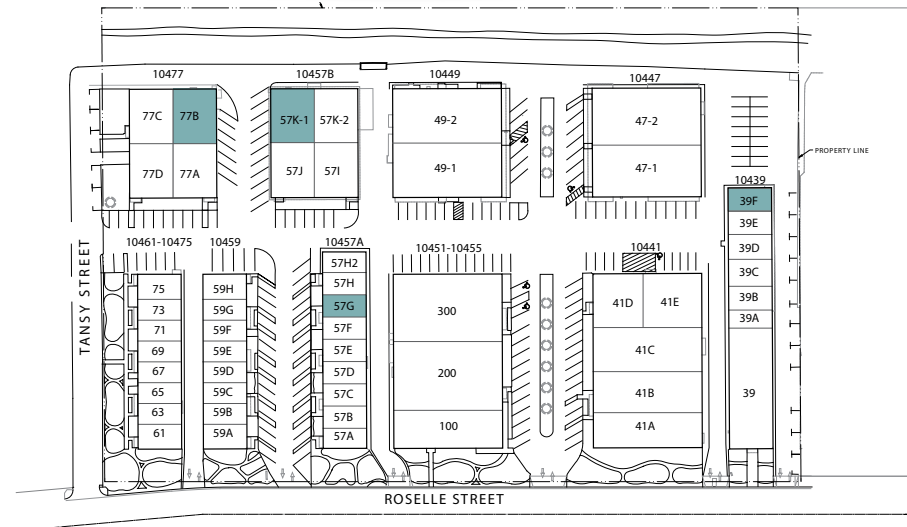 10477
10457B
10449
10447
77C
77B
57K-1
57K-2
49-2
47-2
77D
77A
57J
57I
49-1
47-1
PROPERTY LINE
10439
39F
39E
39D
39C
39B
39A
39
TANSY STREET
10461-10475
10459
10457A
10451-10455
10441
75
73
71
69
67
65
63
61
59H
59G
59F
59E
59D
59C
59B
59A
57H2
57H
57G
57F
57E
57D
57C
57B
57A
300
200
100
41D
41E
41C
41B
41A
ROSELLE STREET